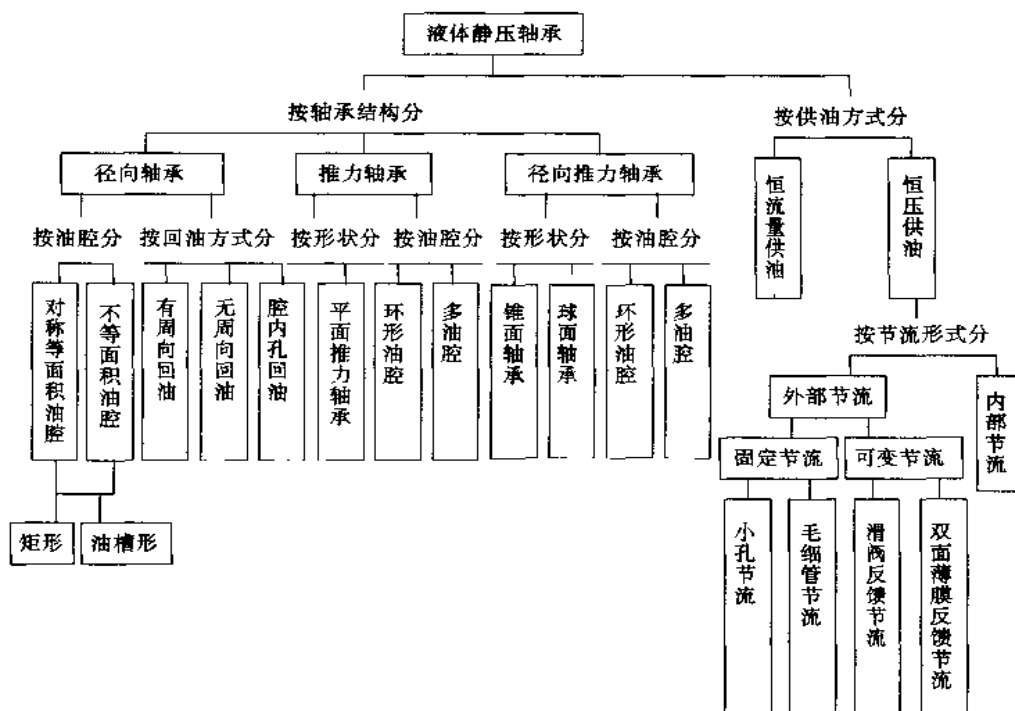 液体静压轴承
按轴承结构分
按供油方式分
径向轴承
推力轴承
径向推力轴承
恒流量供油
恒压供油
按油腔分
按回油方式分
按形状分
按油腔分
按形状分
按油腔分
对称等面积油腔
不等面积油腔
有周向回油
无周向回油
腔内孔回油
平面推力轴承
环形油腔
多油腔
锥面轴承
球面轴承
环形油腔
多油腔
按节流形式分
外部节流
内部节流
固定节流
可变节流
矩形
油槽形
小孔节流
毛细管节流
滑阀反馈节流
双面薄膜反馈节流